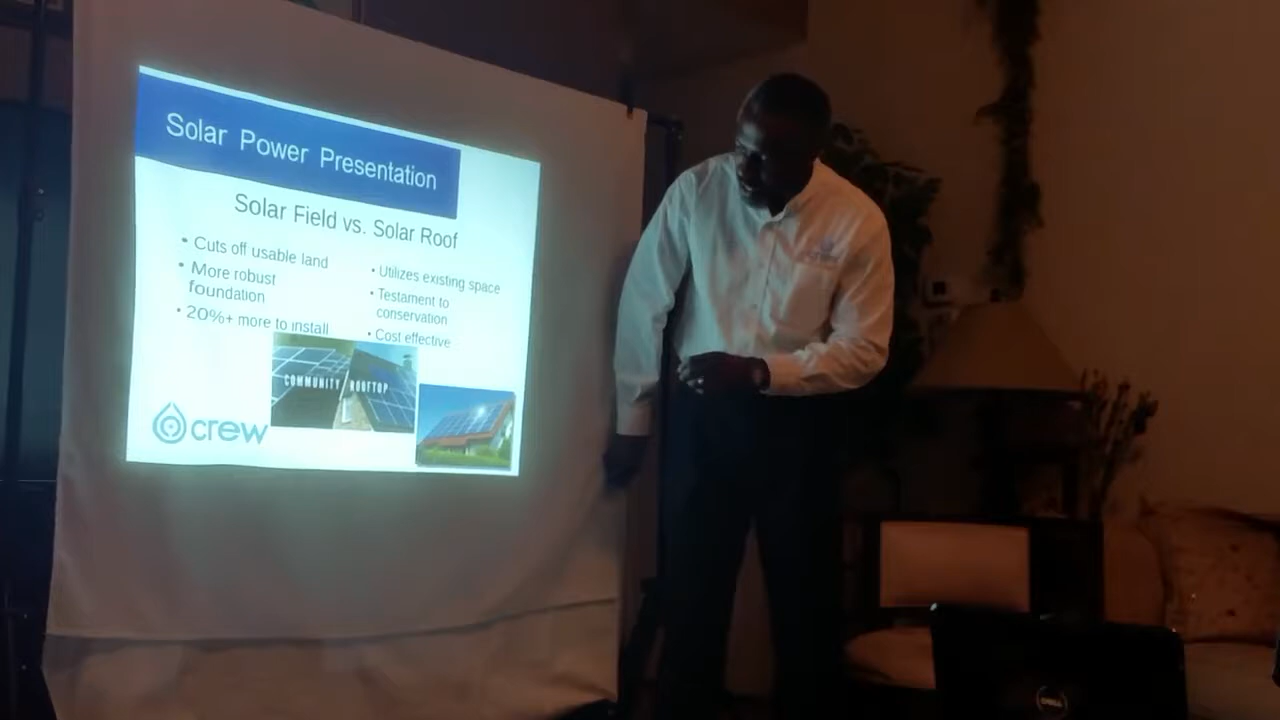 Solar Power Presentation
Solar Field vs. Solar Roof
• Cuts off usable land
• More robust
foundation
• 20%+ more to install
• Utilizes existing space
• Testament to
conservation
• Cost effective
COMMUNITY ROOFTOP
crew
DELL